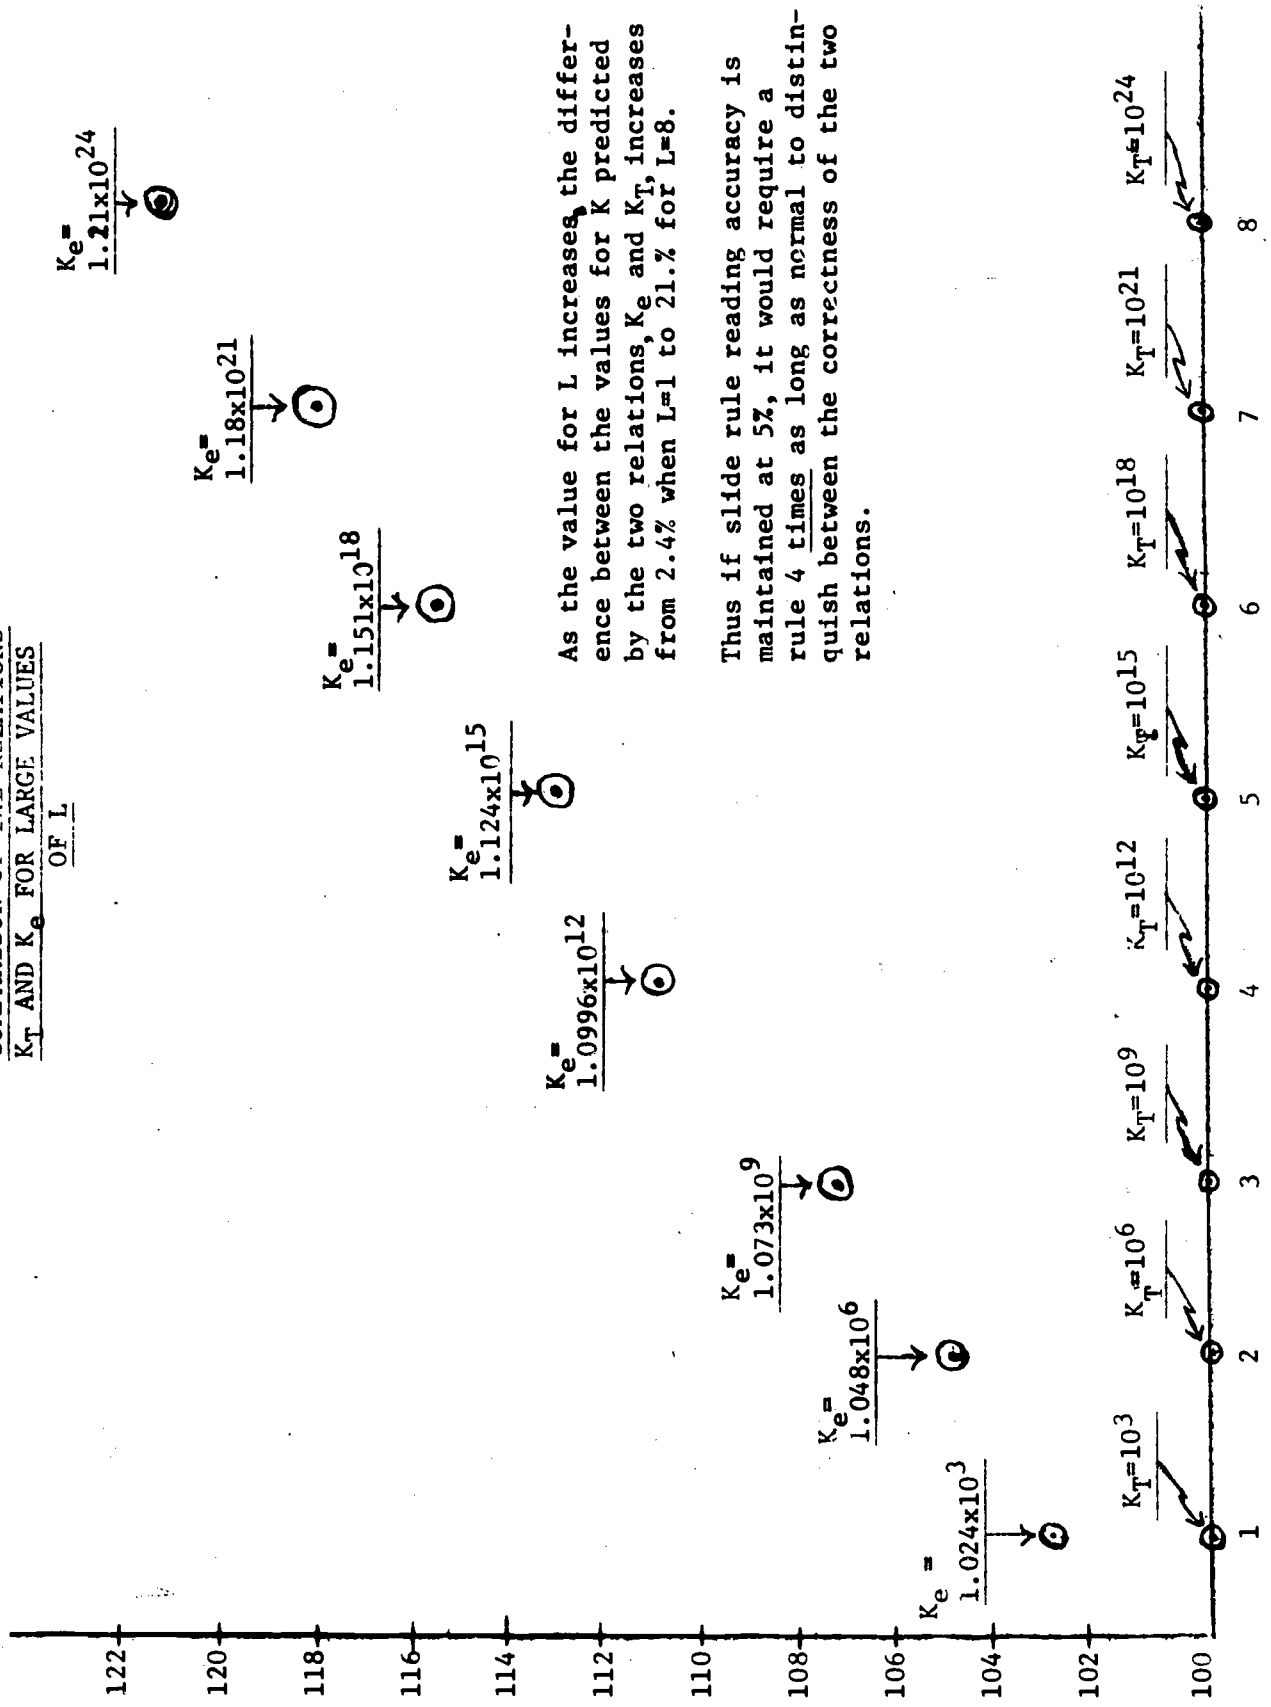 K_T AND K_e FOR LARGE VALUES
OF L
K_e=
1.21x10^24
K_e=
1.18x10^21
K_e=
1.151x10^18
K_e=
1.124x10^15
K_e=
1.0996x10^12
K_e=
1.073x10^9
K_e=
1.048x10^6
K_e =
1.024x10^3
As the value for L increases, the differ-
ence between the values for K predicted
by the two relations, K_e and K_T, increases
from 2.4% when L=1 to 21.% for L=8.
Thus if slide rule reading accuracy is
maintained at 5%, it would require a
rule 4 times as long as normal to distin-
quish between the correctness of the two
relations.
122
120
118
116
114
112
110
108
106
104
102
100
K_T=10^3
K_T=10^6
K_T=10^9
K_T=10^12
K_T=10^15
K_T=10^18
K_T=10^21
K_T=10^24
1
2
3
4
5
6
7
8